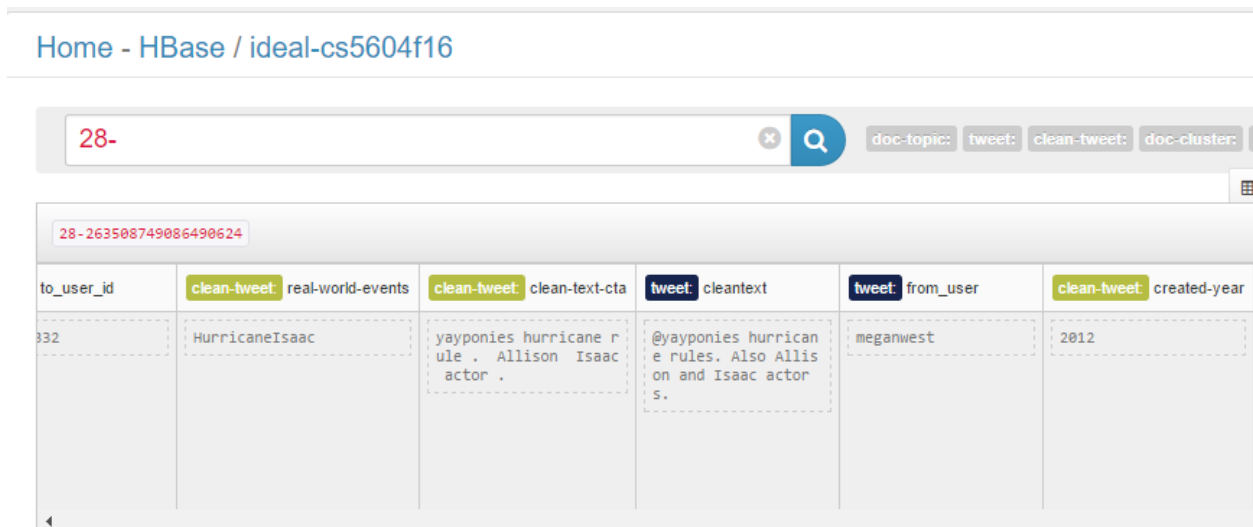 Home - HBase / ideal-cs5604f16
28-
doc-topic: tweet: clean-tweet: doc-cluster:
28-263508749086490624
to_user_id clean-tweet: real-world-events clean-tweet: clean-text-cta tweet: cleantext tweet: from_user clean-tweet: created-year
332 HurricaneIsaac yayponies hurricane r @yayponies hurrican meganwest 2012
ule . Allison Isaac e rules. Also Allis
actor . on and Isaac actor
s.